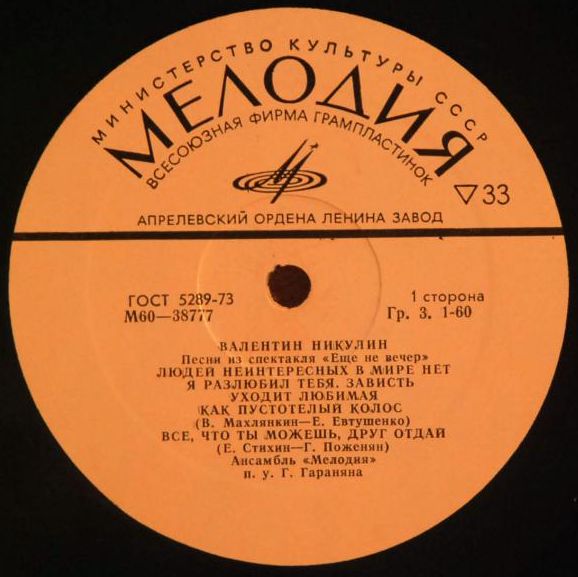 МИНИСТЕРСТВО КУЛЬТУРЫ СССР
МЕЛОДИЯ
ВСЕСОЮЗНАЯ ФИРМА ГРАМПЛАСТИНОК
▽33
АПРЕЛЕВСКИЙ ОРДЕНА ЛЕНИНА ЗАВОД
ГОСТ 5289-73
М60—38777
1 сторона
Гр. 3. 1-60
ВАЛЕНТИН НИКУЛИН
Песни из спектакля «Еще не вечер»
ЛЮДЕЙ НЕИНТЕРЕСНЫХ В МИРЕ НЕТ
Я РАЗЛЮБИЛ ТЕБЯ. ЗАВИСТЬ
УХОДИТ ЛЮБИМАЯ
КАК ПУСТОТЕЛЫЙ КОЛОС
(В. Махлянкин—Е. Евтушенко)
ВСЕ, ЧТО ТЫ МОЖЕШЬ, ДРУГ ОТДАЙ
(Е. Стихин—Г. Поженян)
Ансамбль «Мелодия»
п. у. Г. Гараняна